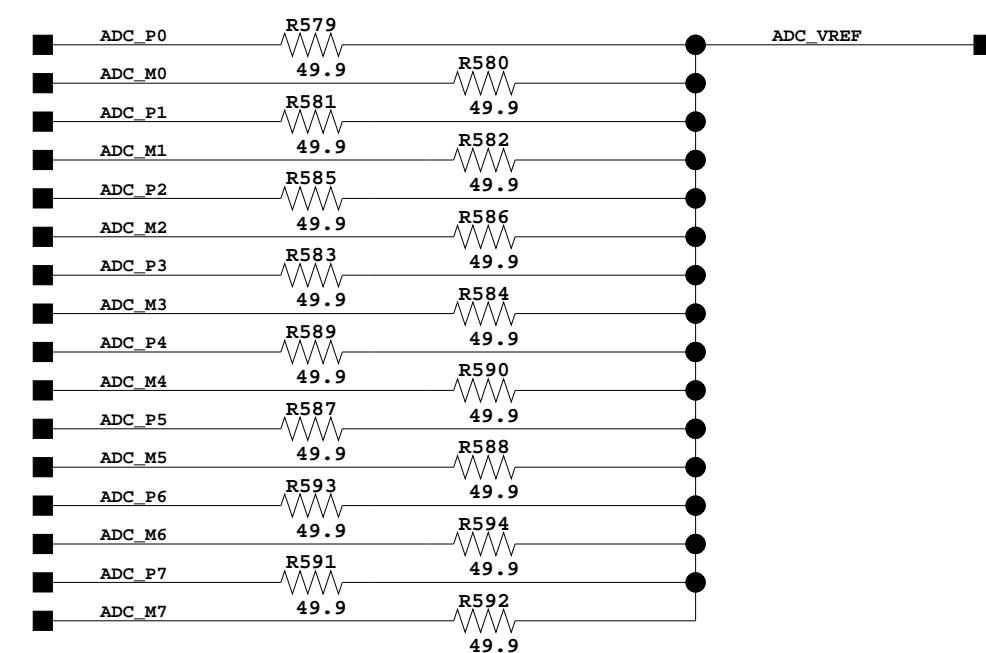 R579
ADC_P0
ADC_VREF
49.9
R580
ADC_M0
49.9
R581
ADC_P1
49.9
R582
ADC_M1
49.9
R585
ADC_P2
49.9
R586
ADC_M2
49.9
R583
ADC_P3
49.9
R584
ADC_M3
49.9
R589
ADC_P4
49.9
R590
ADC_M4
49.9
R587
ADC_P5
49.9
R588
ADC_M5
49.9
R593
ADC_P6
49.9
R594
ADC_M6
49.9
R591
ADC_P7
49.9
R592
ADC_M7
49.9